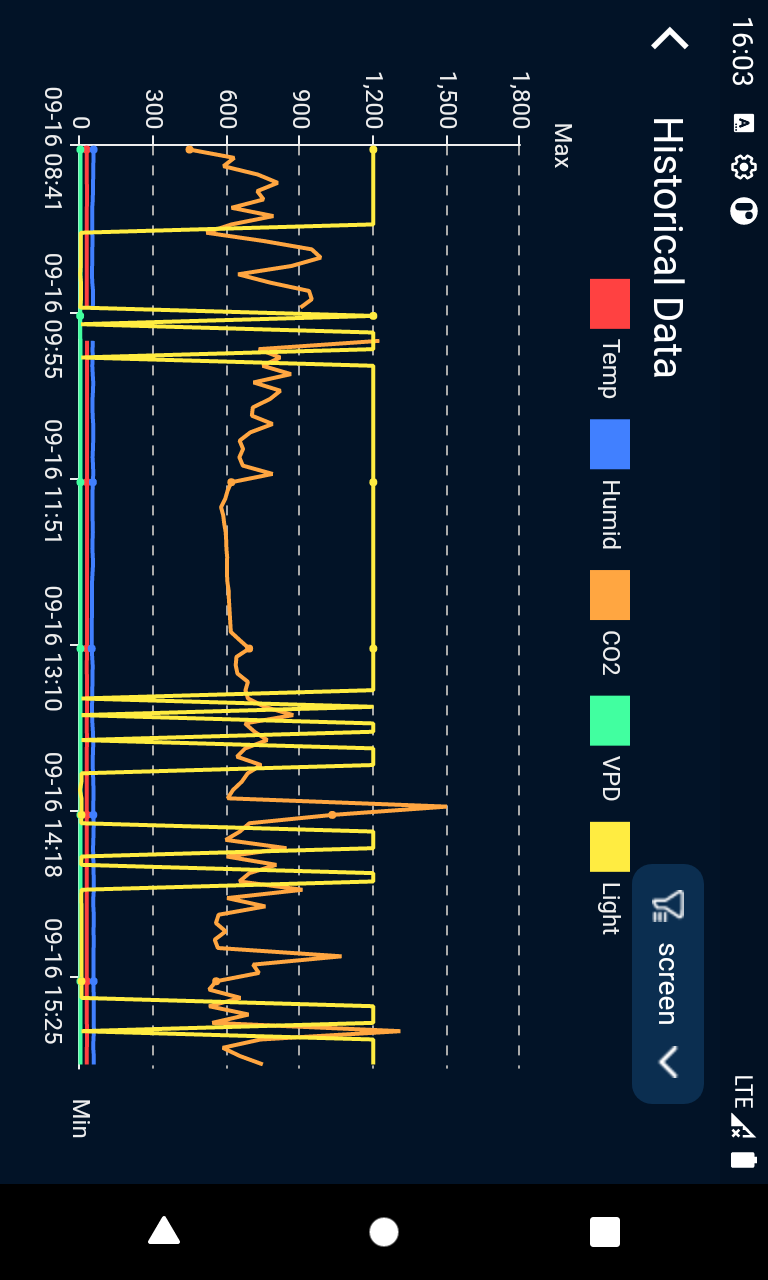 16:03
LTE
Historical Data
screen
Temp Humid CO2 VPD Light
Max
1,800
1,500
1,200
900
600
300
0
Min
09-16 08:41 09-16 09:55 09-16 11:51 09-16 13:10 09-16 14:18 09-16 15:25